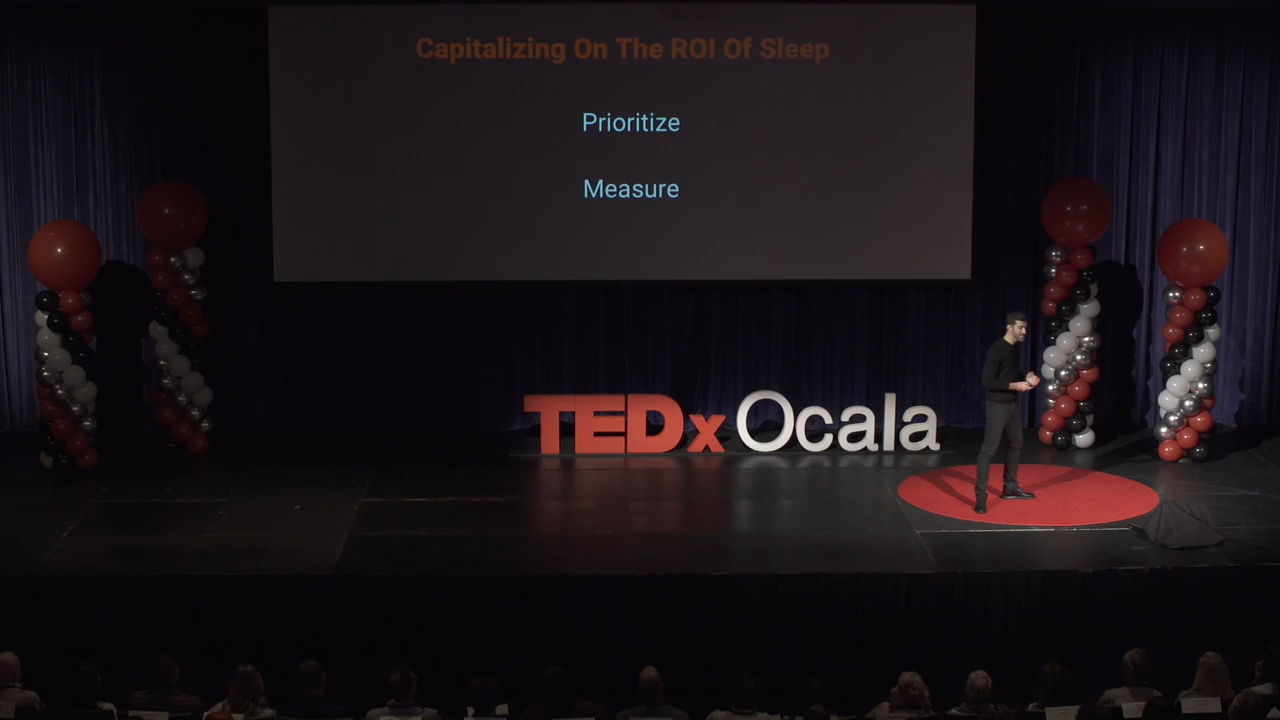 Capitalizing On The ROI Of Sleep
Prioritize
Measure
TEDxOcala